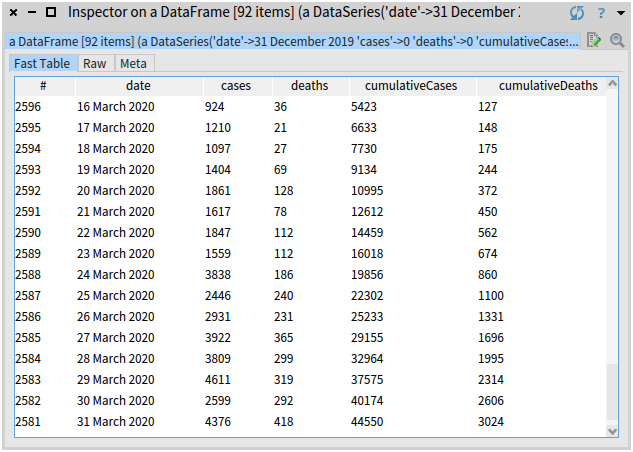 Inspector on a DataFrame [92 items] (a DataSeries('date'->31 December
a DataFrame [92 items] (a DataSeries('date'->31 December 2019 'cases'->0 'deaths'->0 'cumulativeCases...
Fast Table Raw Meta
# date cases deaths cumulativeCases cumulativeDeaths
2596 16 March 2020 924 36 5423 127
2595 17 March 2020 1210 21 6633 148
2594 18 March 2020 1097 27 7730 175
2593 19 March 2020 1404 69 9134 244
2592 20 March 2020 1861 128 10995 372
2591 21 March 2020 1617 78 12612 450
2590 22 March 2020 1847 112 14459 562
2589 23 March 2020 1559 112 16018 674
2588 24 March 2020 3838 186 19856 860
2587 25 March 2020 2446 240 22302 1100
2586 26 March 2020 2931 231 25233 1331
2585 27 March 2020 3922 365 29155 1696
2584 28 March 2020 3809 299 32964 1995
2583 29 March 2020 4611 319 37575 2314
2582 30 March 2020 2599 292 40174 2606
2581 31 March 2020 4376 418 44550 3024